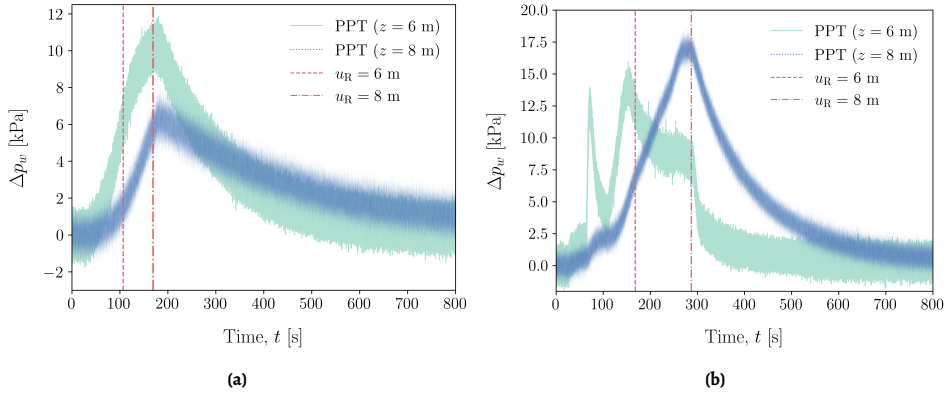 12
10
8
6
4
2
0
−2
Δp_w [kPa]
PPT (z = 6 m)
PPT (z = 8 m)
u_R = 6 m
u_R = 8 m
0 100 200 300 400 500 600 700 800
Time, t [s]
(a)
20.0
17.5
15.0
12.5
10.0
7.5
5.0
2.5
0.0
Δp_w [kPa]
PPT (z = 6 m)
PPT (z = 8 m)
u_R = 6 m
u_R = 8 m
0 100 200 300 400 500 600 700 800
Time, t [s]
(b)